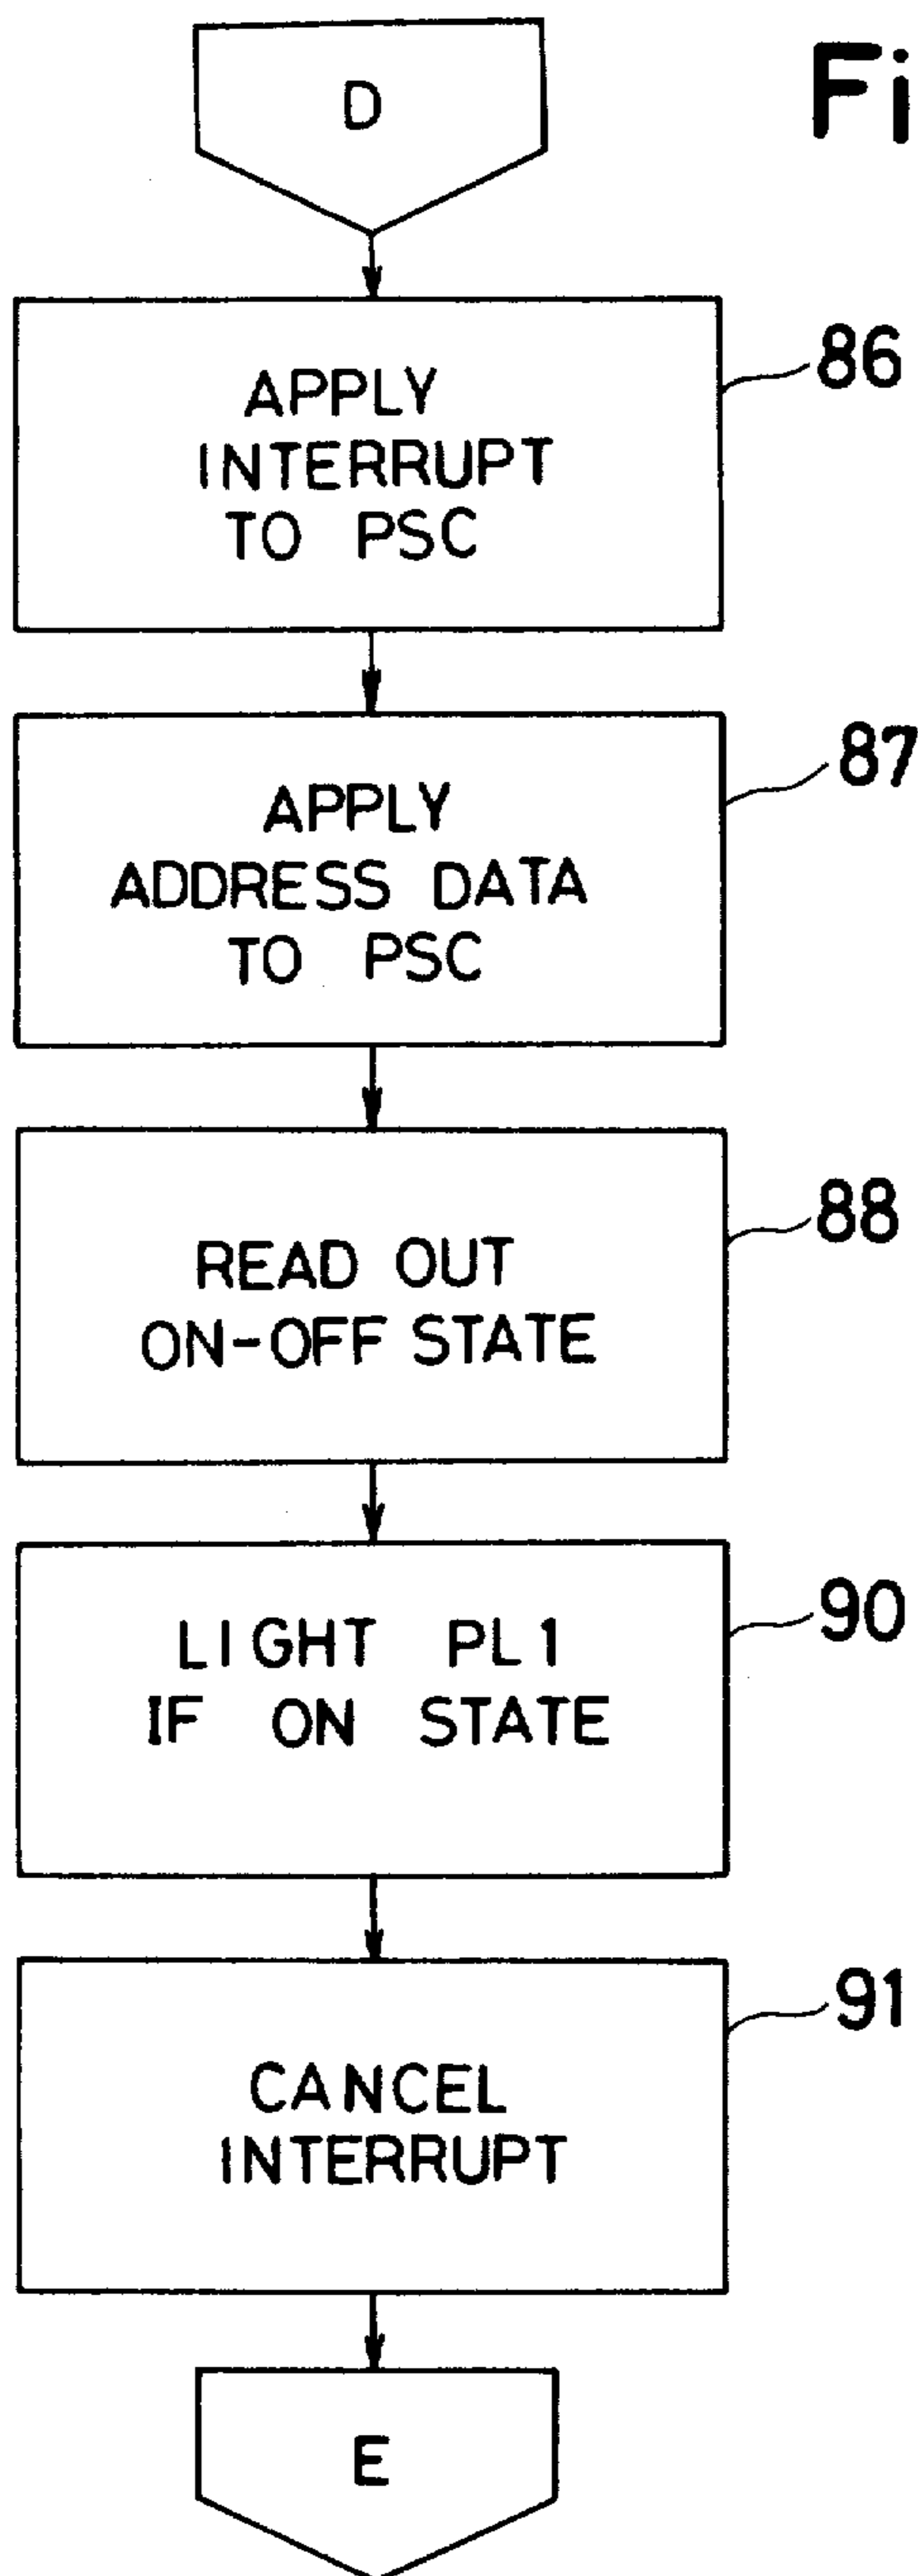 D
Fi
APPLY
INTERRUPT
TO PSC
86
APPLY
ADDRESS DATA
TO PSC
87
READ OUT
ON-OFF STATE
88
LIGHT PL1
IF ON STATE
90
CANCEL
INTERRUPT
91
E